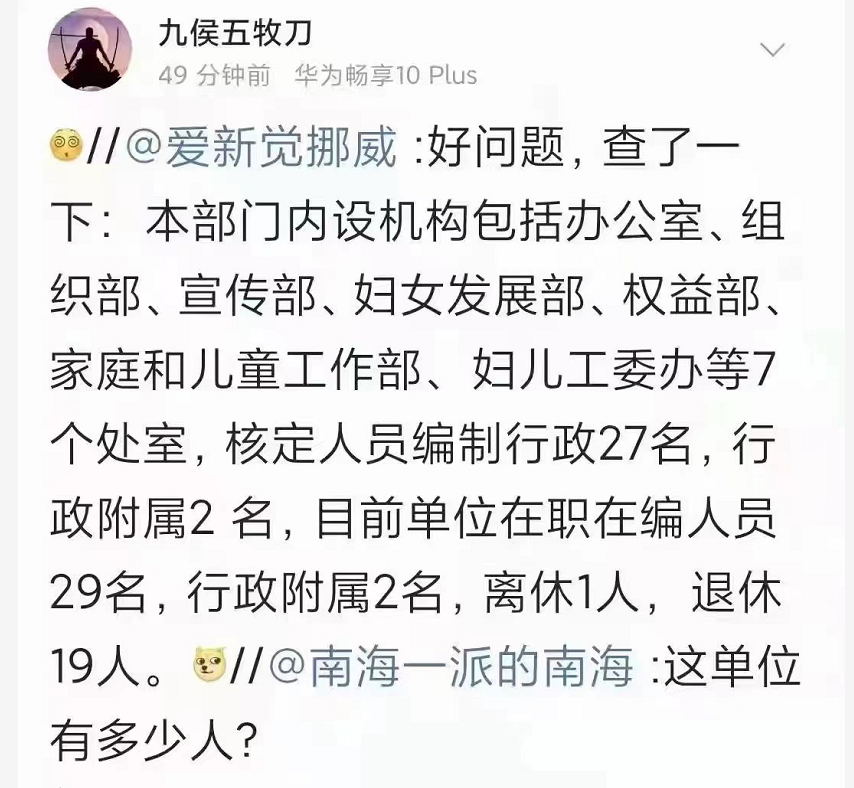 九侯五牧刀
49 分钟前 华为畅享10 Plus
//@爱新觉挪威 :好问题，查了一
下：本部门内设机构包括办公室、组
织部、宣传部、妇女发展部、权益部、
家庭和儿童工作部、妇儿工委办等7
个处室，核定人员编制行政27名，行
政附属2 名，目前单位在职在编人员
29名，行政附属2名，离休1人，退休
19人。//@南海一派的南海 :这单位
有多少人?